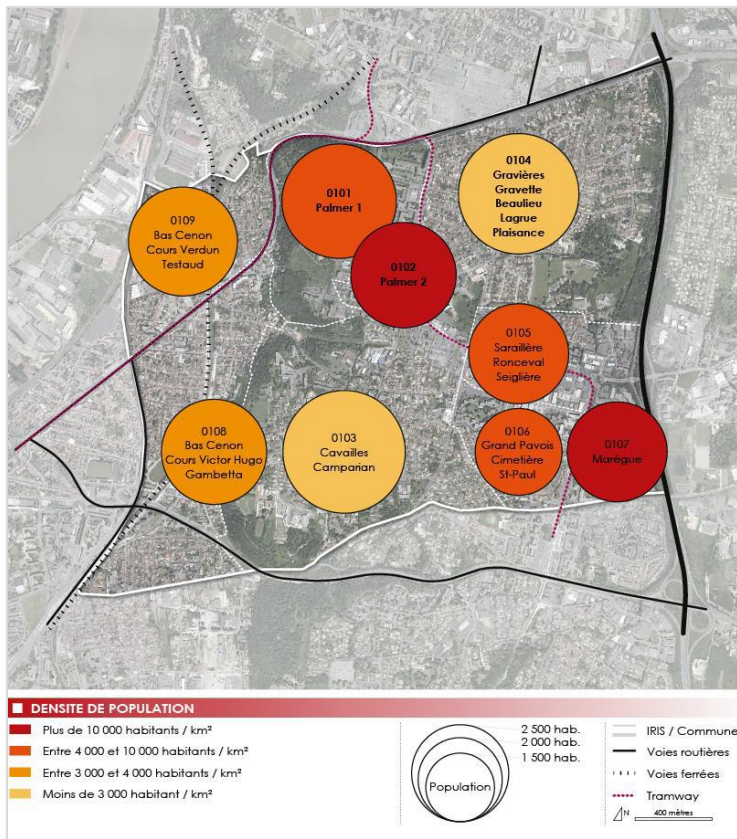 0101
Palmer 1
0104
Gravières
Gravette
Beaulieu
Lagrue
Plaisance
0109
Bas Cenon
Cours Verdun
Testaud
0102
Palmer 2
0105
Saraillère
Ronceval
Seiglière
0108
Bas Cenon
Cours Victor Hugo
Gambetta
0103
Cavailles
Camparian
0106
Grand Pavois
Cimetière
St-Paul
0107
Marègue
DENSITE DE POPULATION
Plus de 10 000 habitants / km²
Entre 4 000 et 10 000 habitants / km²
Entre 3 000 et 4 000 habitants / km²
Moins de 3 000 habitant / km²
2 500 hab.
2 000 hab.
1 500 hab.
Population
IRIS / Commune
Voies routières
Voies ferrées
Tramway
N
400 mètres